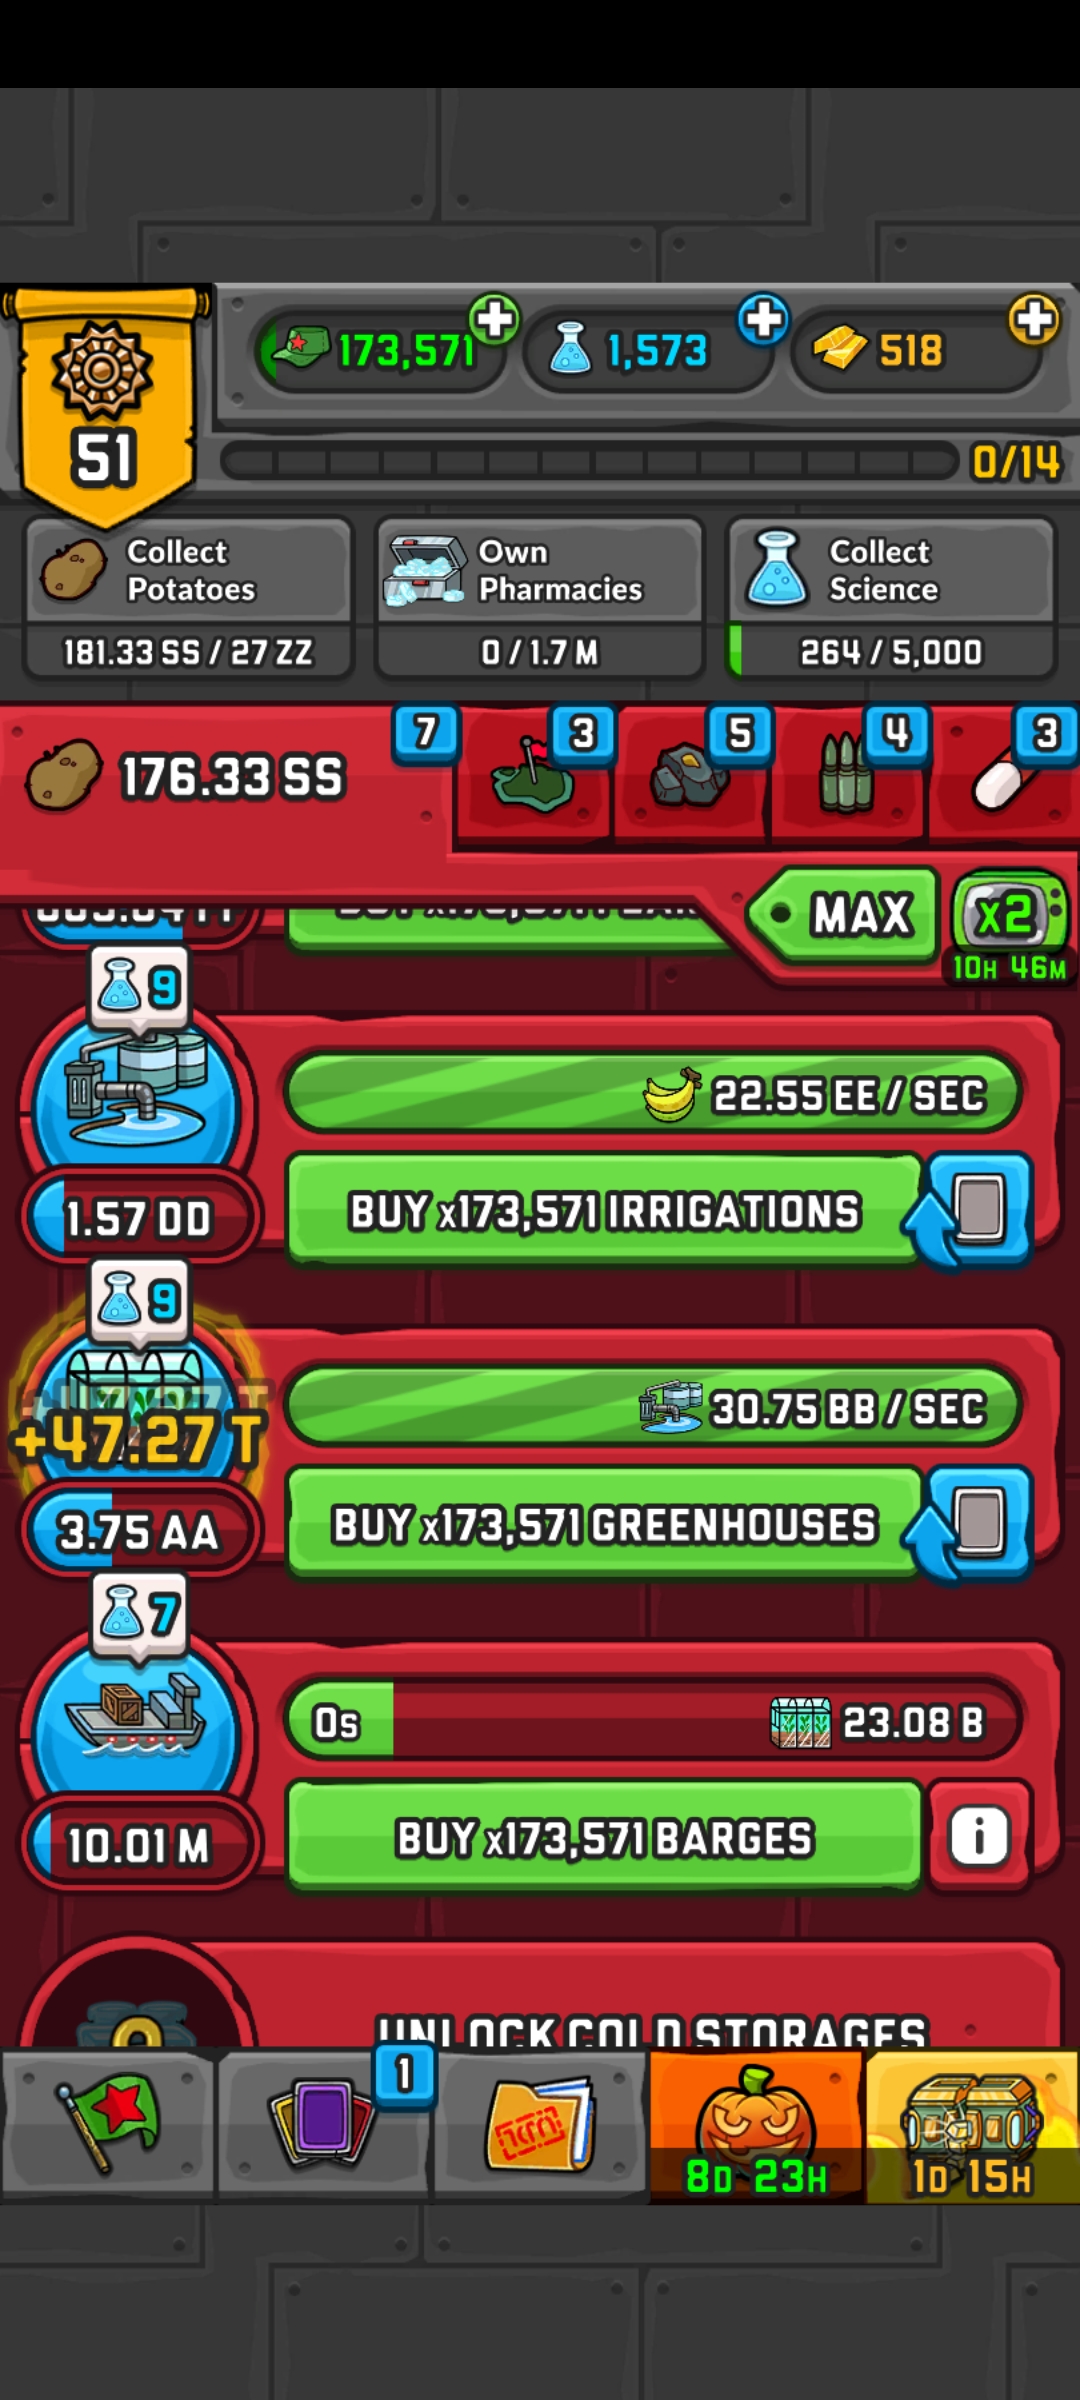 173,571
1,573
518
51
0/14
Collect
Potatoes
181.33 SS / 27 ZZ
Own
Pharmacies
0 / 1.7 M
Collect
Science
264 / 5,000
176.33 SS
7
3
5
4
3
MAX
x2
10H 46M
9
22.55 EE / SEC
BUY x173,571 IRRIGATIONS
1.57 DD
9
30.75 BB / SEC
+47.27 T
BUY x173,571 GREENHOUSES
3.75 AA
7
0s
23.08 B
BUY x173,571 BARGES
i
10.01 M
UNLOCK COLD STORAGES
1
8D 23H
1D 15H